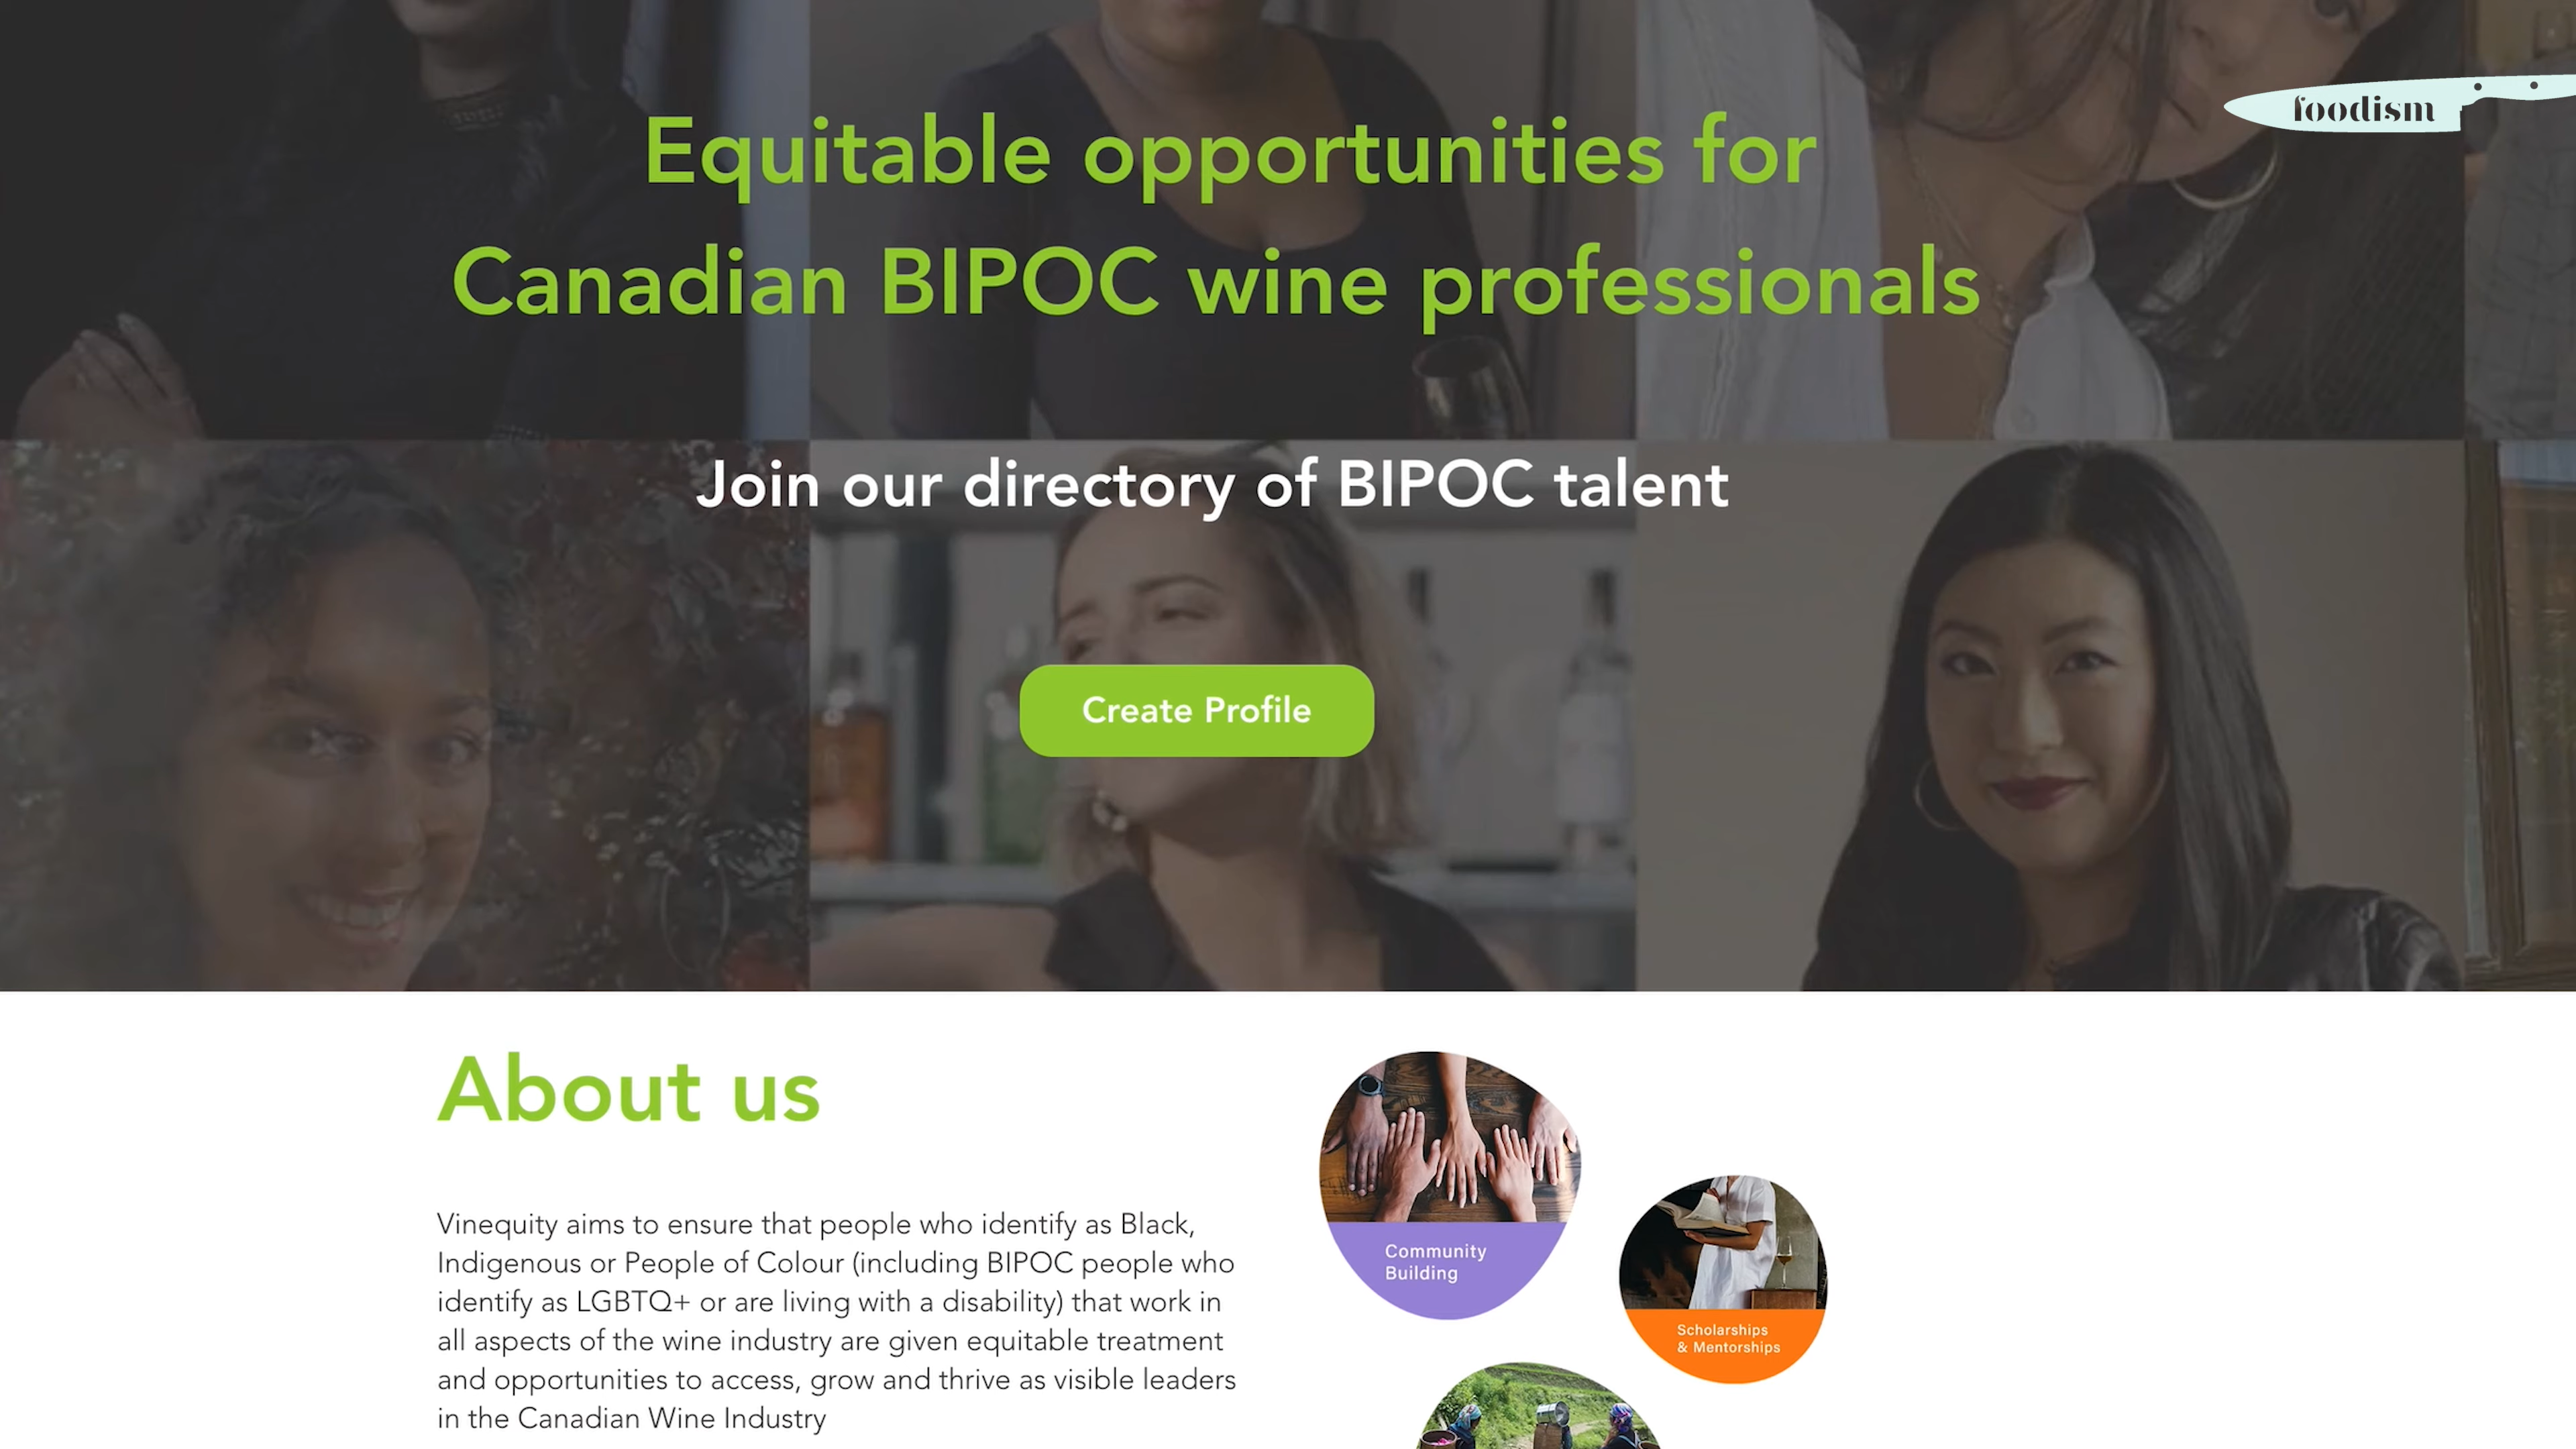 foodism
Equitable opportunities for
Canadian BIPOC wine professionals
Join our directory of BIPOC talent
Create Profile
About us
Vinequity aims to ensure that people who identify as Black,
Indigenous or People of Colour (including BIPOC people who
identify as LGBTQ+ or are living with a disability) that work in
all aspects of the wine industry are given equitable treatment
and opportunities to access, grow and thrive as visible leaders
in the Canadian Wine Industry
Community
Building
Scholarships
& Mentorships